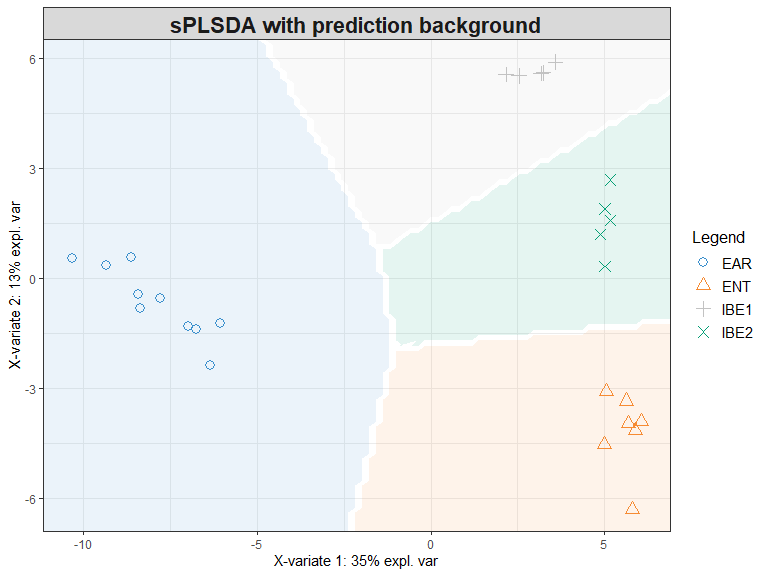 sPLSDA with prediction background
6
3
0
-3
-6
X-variate 2: 13% expl. var
-10
-5
0
5
X-variate 1: 35% expl. var
Legend
EAR
ENT
IBE1
IBE2